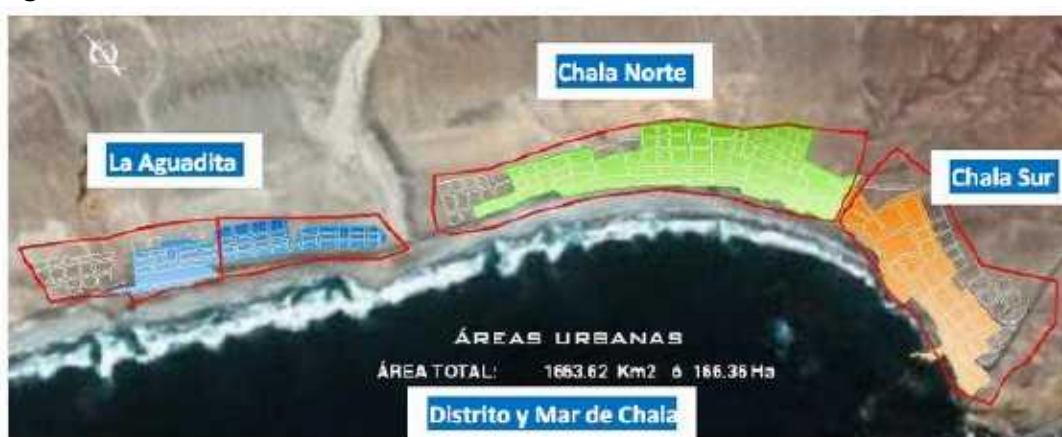 Chala Norte
La Aguadita
Chala Sur
ÁREAS URBANAS
ÁREA TOTAL: 1663.62 Km2 ó 166.36 Ha
Distrito y Mar de Chala